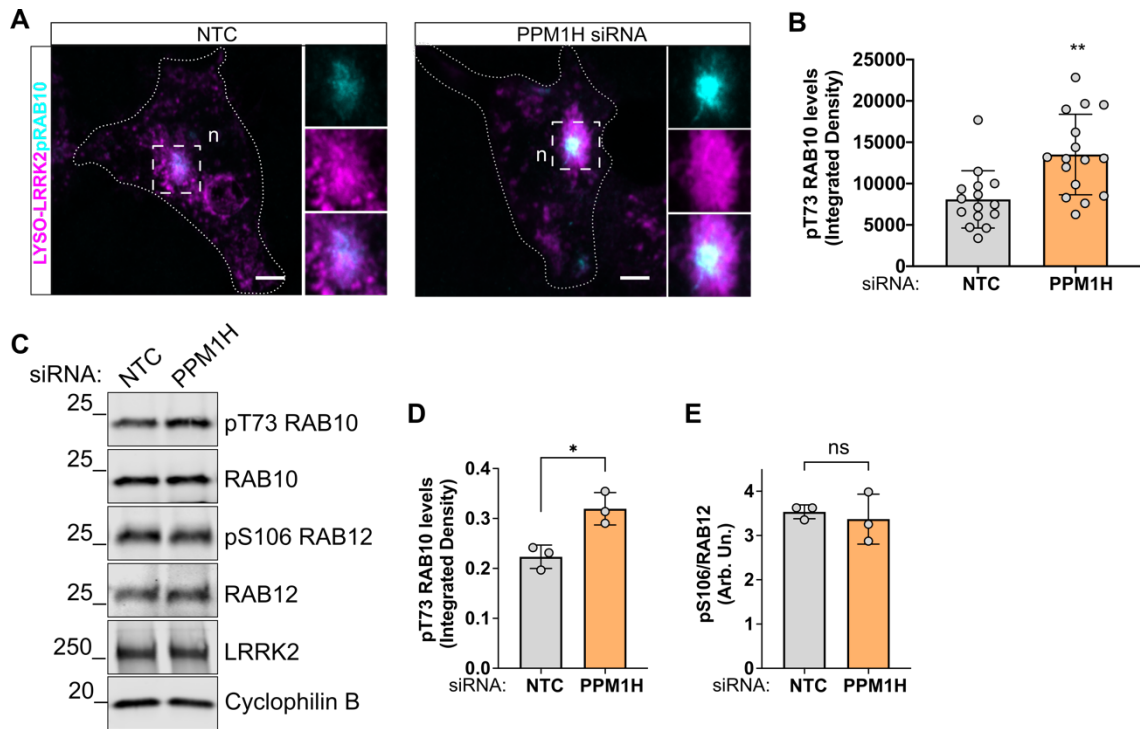 A
NTC
PPM1H siRNA
LYSO-LRRK2pRAB10
n
n
B
**
25000
20000
15000
10000
5000
0
pT73 RAB10 levels
(Integrated Density)
siRNA: NTC PPM1H
C
siRNA: NTC PPM1H
25 pT73 RAB10
25 RAB10
25 pS106 RAB12
25 RAB12
250 LRRK2
20 Cyclophilin B
D
*
0.4
0.3
0.2
0.0
pT73 RAB10 levels
(Integrated Density)
siRNA: NTC PPM1H
E
ns
4
3
2
1
0
pS106/RAB12
(Arb. Un.)
siRNA: NTC PPM1H